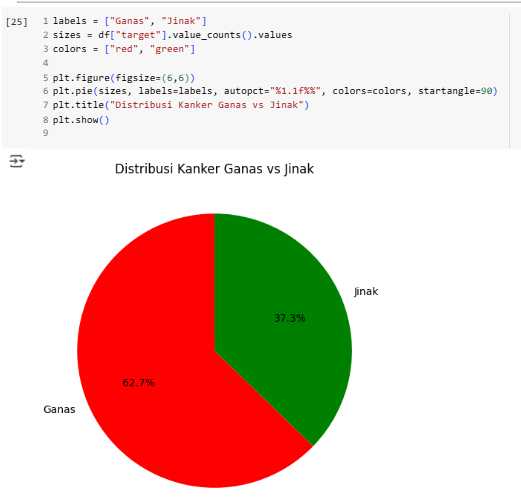 [25]
1 labels = ["Ganas", "Jinak"]
2 sizes = df["target"].value_counts().values
3 colors = ["red", "green"]
4
5 plt.figure(figsize=(6,6))
6 plt.pie(sizes, labels=labels, autopct="%1.1f%%", colors=colors, startangle=90)
7 plt.title("Distribusi Kanker Ganas vs Jinak")
8 plt.show()
9
Distribusi Kanker Ganas vs Jinak
Jinak
37.3%
62.7%
Ganas